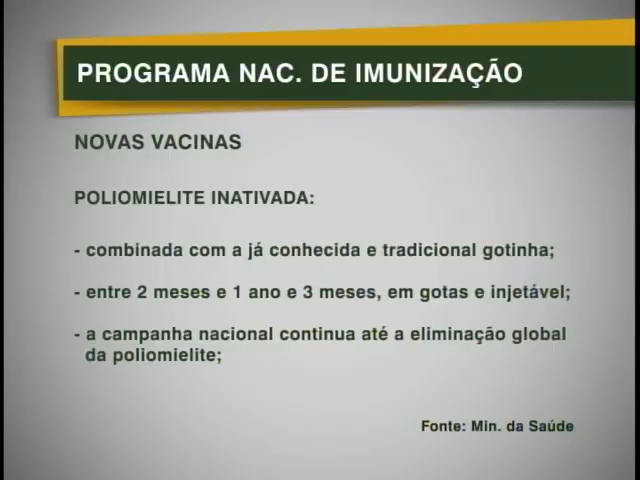 PROGRAMA NAC. DE IMUNIZAÇÃO
NOVAS VACINAS
POLIOMIELITE INATIVADA:
- combinada com a já conhecida e tradicional gotinha;
- entre 2 meses e 1 ano e 3 meses, em gotas e injetável;
- a campanha nacional continua até a eliminação global
da poliomielite;
Fonte: Min. da Saúde